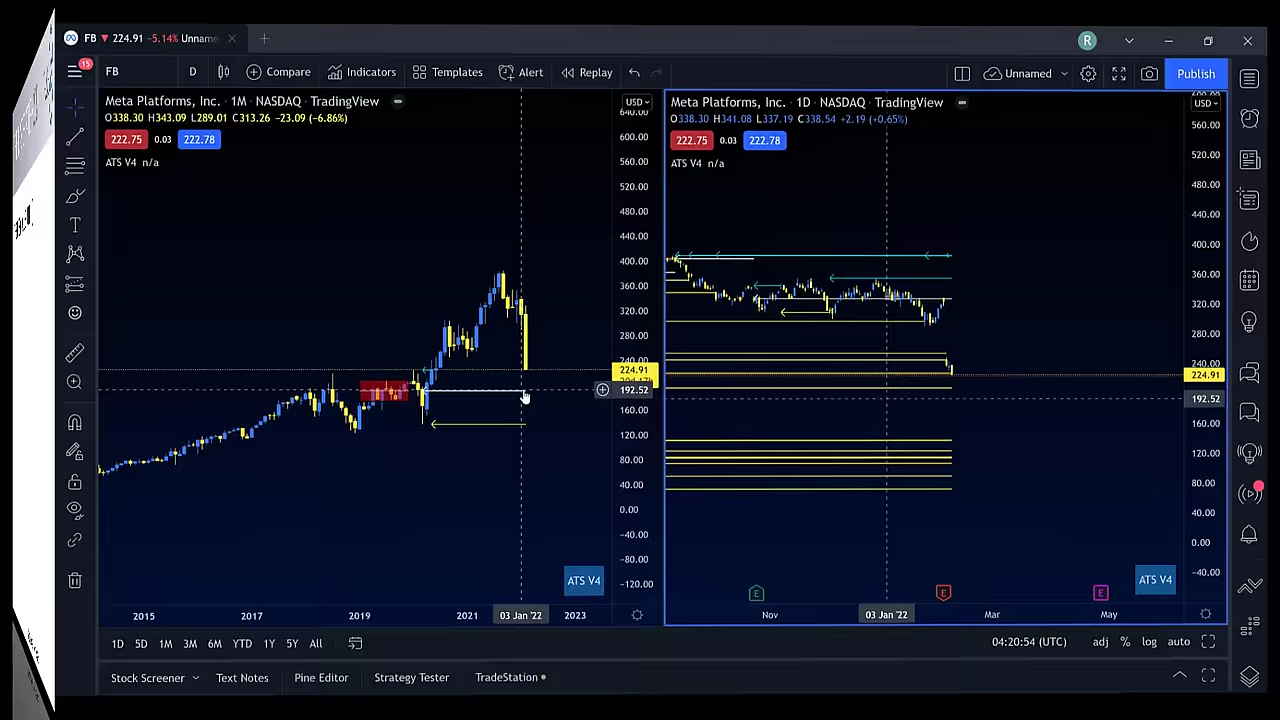 FB ▼ 224.91 -5.14% Unname
R
15
FB D Compare Indicators Templates Alert Replay Unnamed Publish
Meta Platforms, Inc. · 1M · NASDAQ · TradingView
O338.30 H343.09 L289.01 C313.26 -23.09 (-6.86%)
222.75 0.03 222.78
ATS V4 n/a
USD
640.00
600.00
560.00
520.00
480.00
440.00
400.00
360.00
320.00
280.00
240.00
224.91
192.52
160.00
120.00
80.00
40.00
0.00
-40.00
-80.00
-120.00
ATS V4
2015 2017 2019 2021 03 Jan '22 2023
Meta Platforms, Inc. · 1D · NASDAQ · TradingView
O338.30 H341.08 L337.19 C338.54 +2.19 (+0.65%)
222.75 0.03 222.78
ATS V4 n/a
600.00
USD
560.00
520.00
480.00
440.00
400.00
360.00
320.00
280.00
240.00
224.91
192.52
160.00
120.00
80.00
40.00
0.00
-40.00
ATS V4
E E E
Nov 03 Jan '22 Mar May
1D 5D 1M 3M 6M YTD 1Y 5Y All 04:20:54 (UTC) adj % log auto
Stock Screener Text Notes Pine Editor Strategy Tester TradeStation